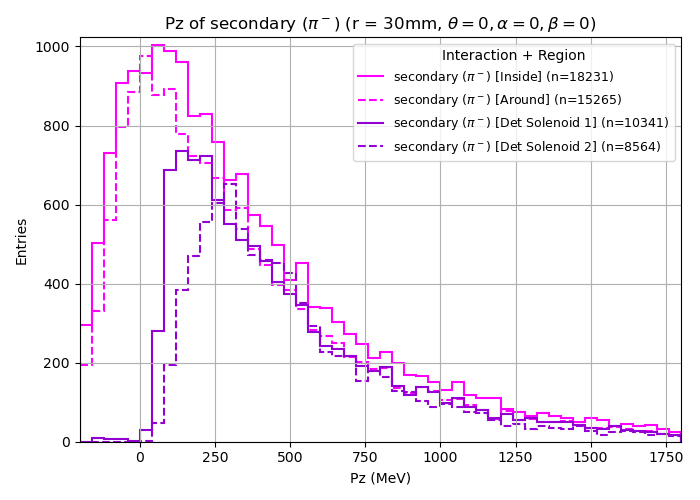 Pz of secondary (π⁻) (r = 30mm, θ = 0, α = 0, β = 0)
Interaction + Region
secondary (π⁻) [Inside] (n=18231)
secondary (π⁻) [Around] (n=15265)
secondary (π⁻) [Det Solenoid 1] (n=10341)
secondary (π⁻) [Det Solenoid 2] (n=8564)
Entries
1000
800
600
400
200
0
0 250 500 750 1000 1250 1500 1750
Pz (MeV)